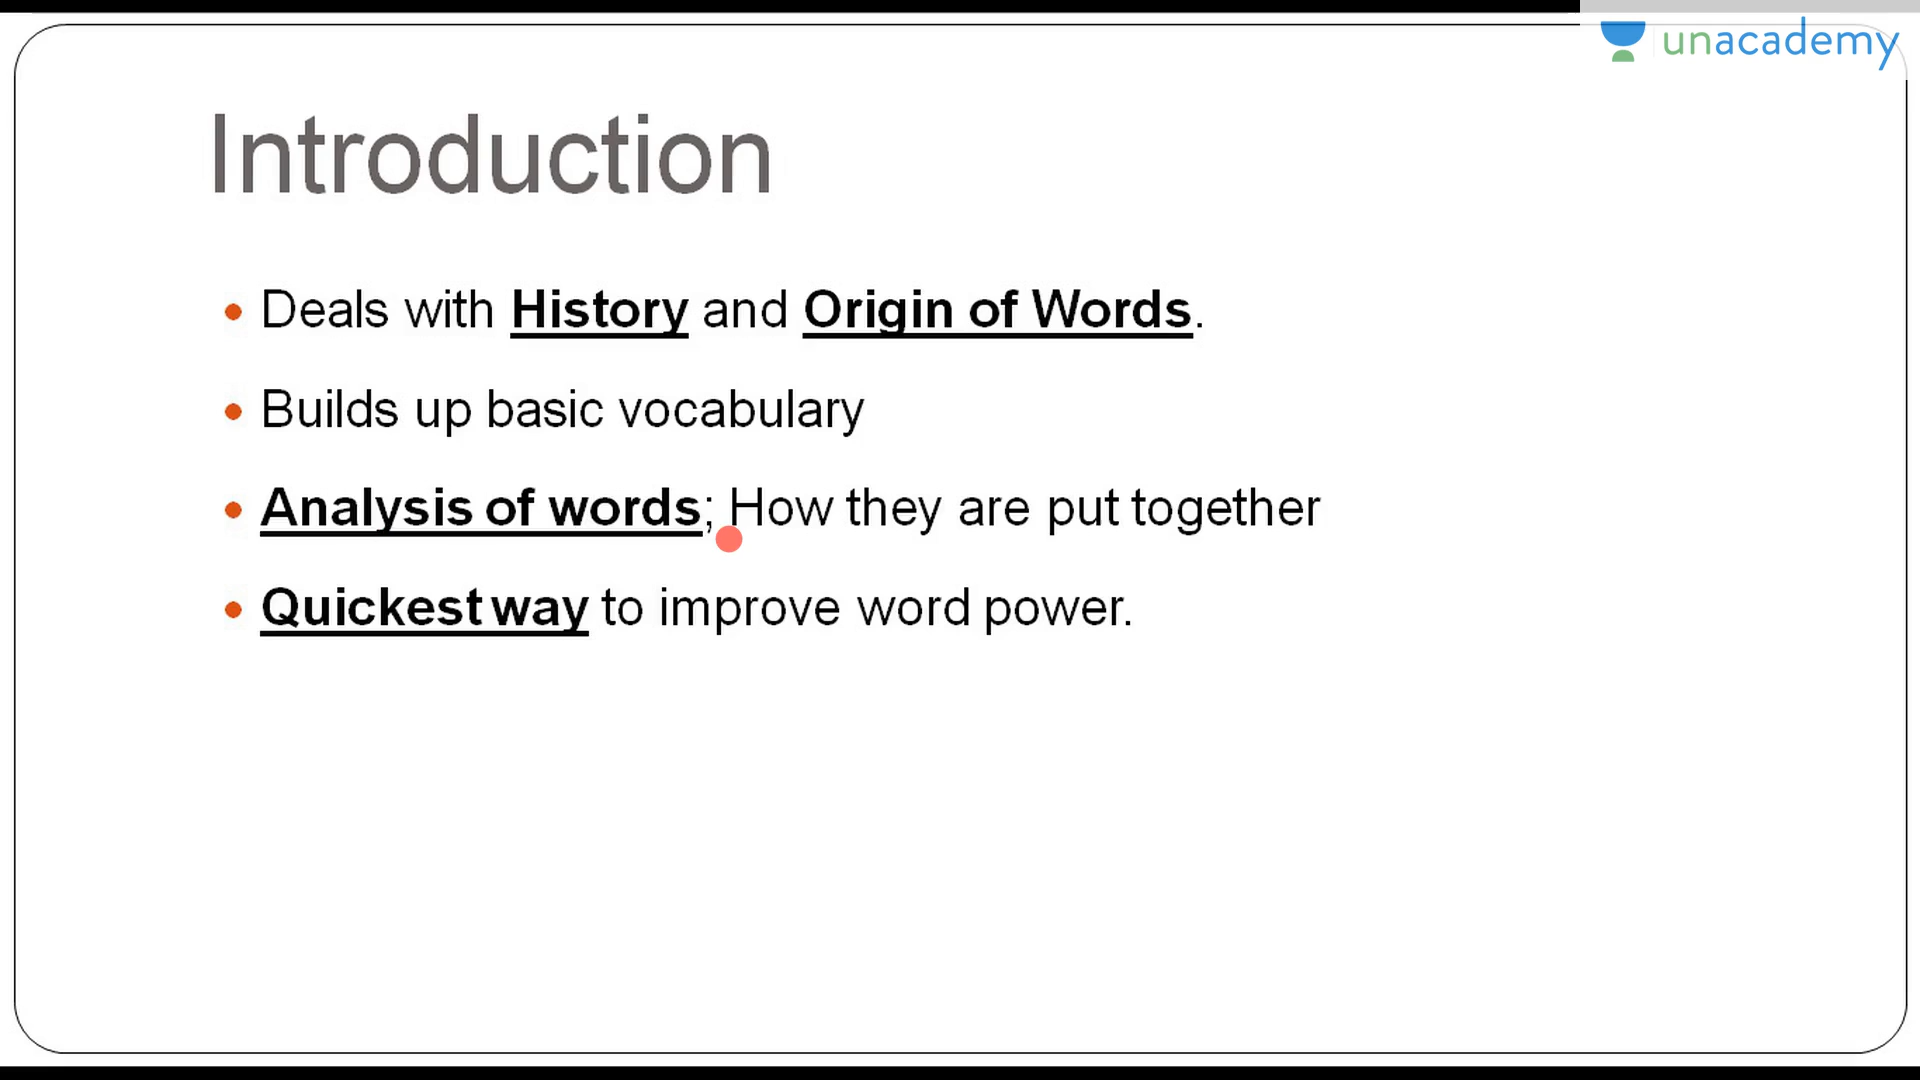 unacademy
Introduction
• Deals with History and Origin of Words.
• Builds up basic vocabulary
• Analysis of words; How they are put together
• Quickest way to improve word power.